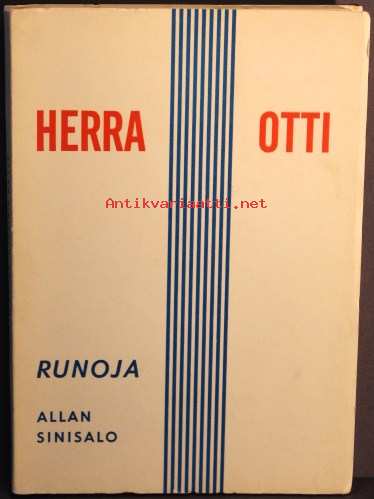 HERRA OTTI
Antikvariaatti.net
RUNOJA
ALLAN
SINISALO